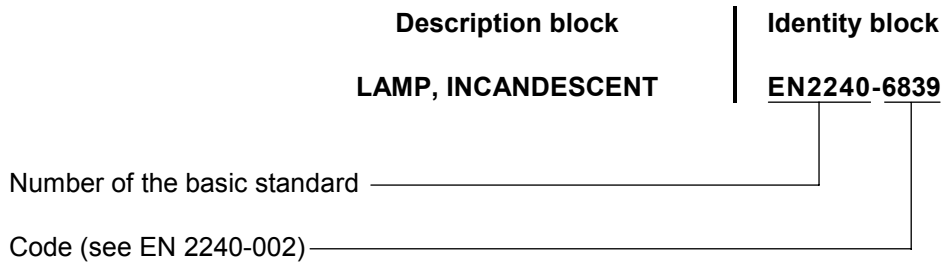 Description block Identity block
LAMP, INCANDESCENT EN2240-6839
Number of the basic standard
Code (see EN 2240-002)